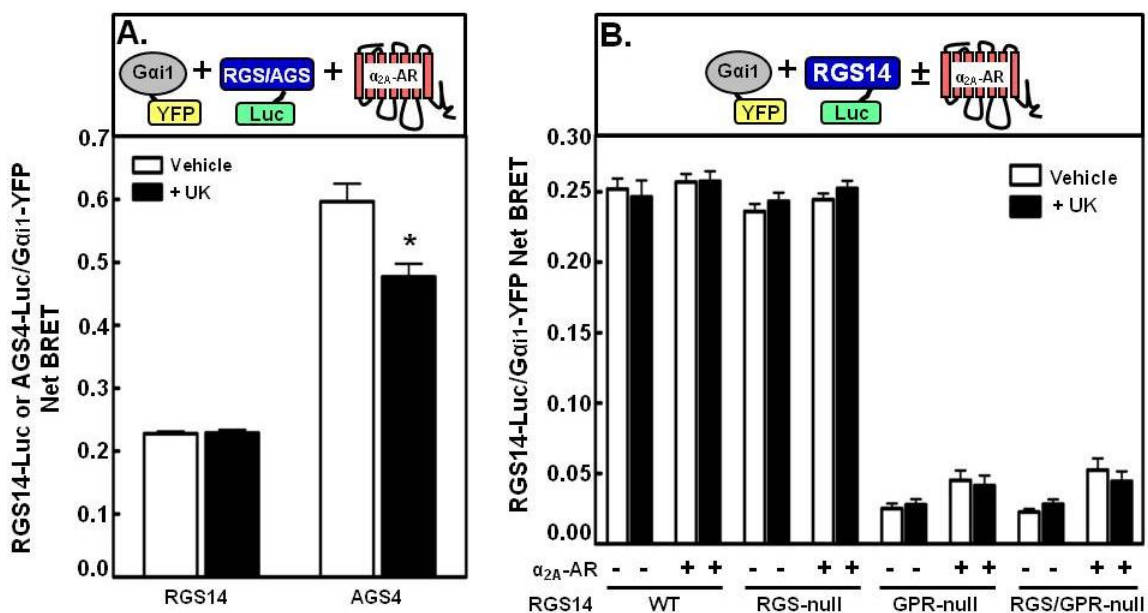 A.
Gαi1 + RGS/AGS + α2A-AR
YFP Luc
0.7
0.6
0.5
0.4
0.3
0.2
0.1
0.0
Vehicle
+ UK
*
RGS14-Luc or AGS4-Luc/Gαi1-YFP
Net BRET
RGS14 AGS4
B.
Gαi1 + RGS14 ± α2A-AR
YFP Luc
0.30
0.25
0.20
0.15
0.10
0.05
0.00
Vehicle
+ UK
RGS14-Luc/Gαi1-YFP Net BRET
α2A-AR - - + + - - + + - - + + - - + +
RGS14 WT RGS-null GPR-null RGS/GPR-null